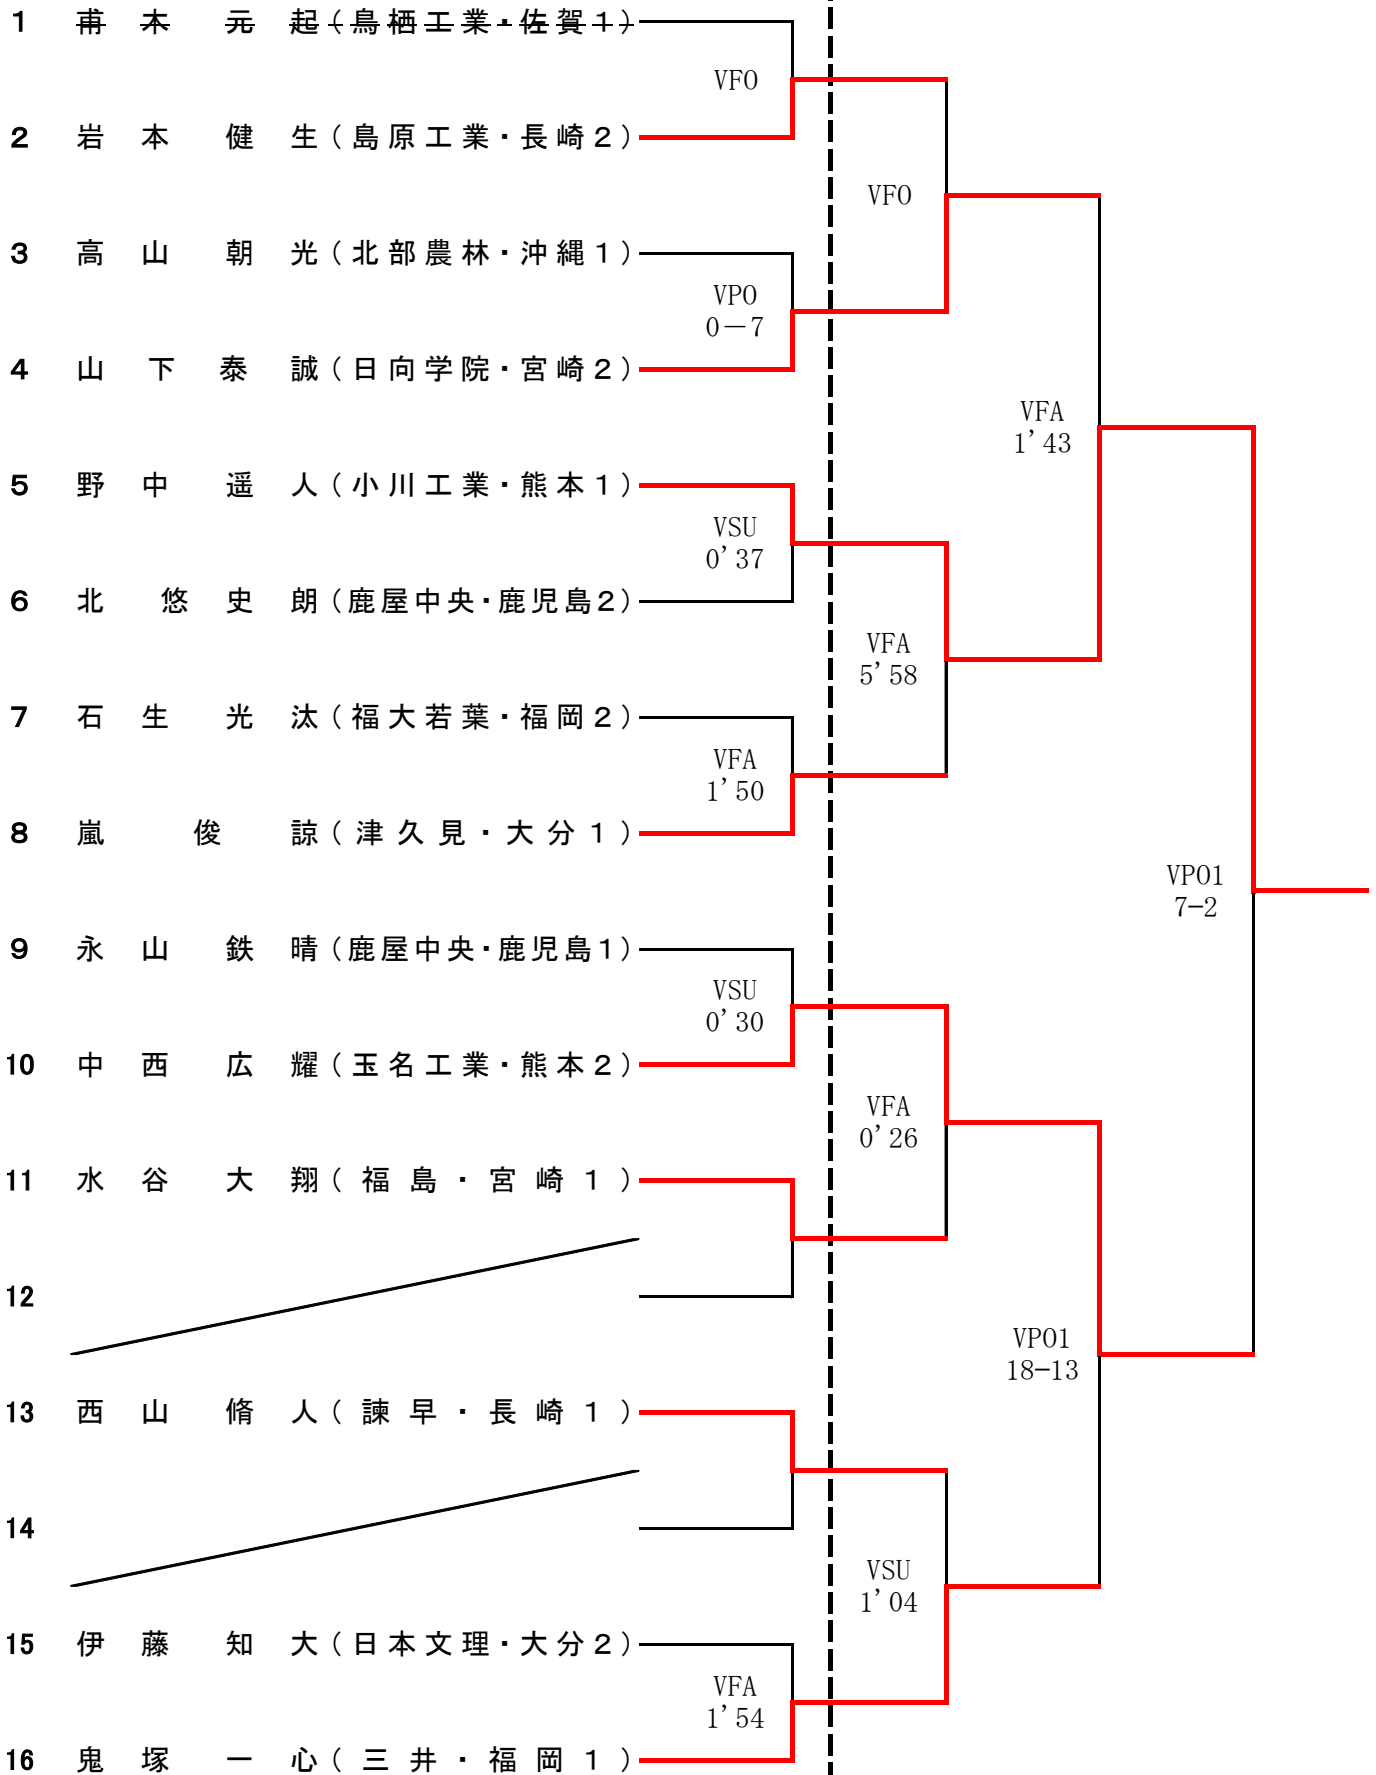 1 甫本 元起(鳥栖工業・佐賀1)
VFO
2 岩本 健生(島原工業・長崎2)
VFO
3 高山 朝光(北部農林・沖縄1)
VPO
0－7
4 山下 泰誠(日向学院・宮崎2)
VFA
1’43
5 野中 遥人(小川工業・熊本1)
VSU
0’37
6 北 悠史朗(鹿屋中央・鹿児島2)
VFA
5’58
7 石生 光汰(福大若葉・福岡2)
VFA
1’50
8 嵐 俊諒(津久見・大分1)
VPO1
7−2
9 永山 鉄晴(鹿屋中央・鹿児島1)
VSU
0’30
10 中西 広耀(玉名工業・熊本2)
VFA
0’26
11 水谷 大翔(福島・宮崎1)
12
VPO1
18−13
13 西山 脩人(諫早・長崎1)
14
VSU
1’04
15 伊藤 知大(日本文理・大分2)
VFA
1’54
16 鬼塚 一心(三井・福岡1)